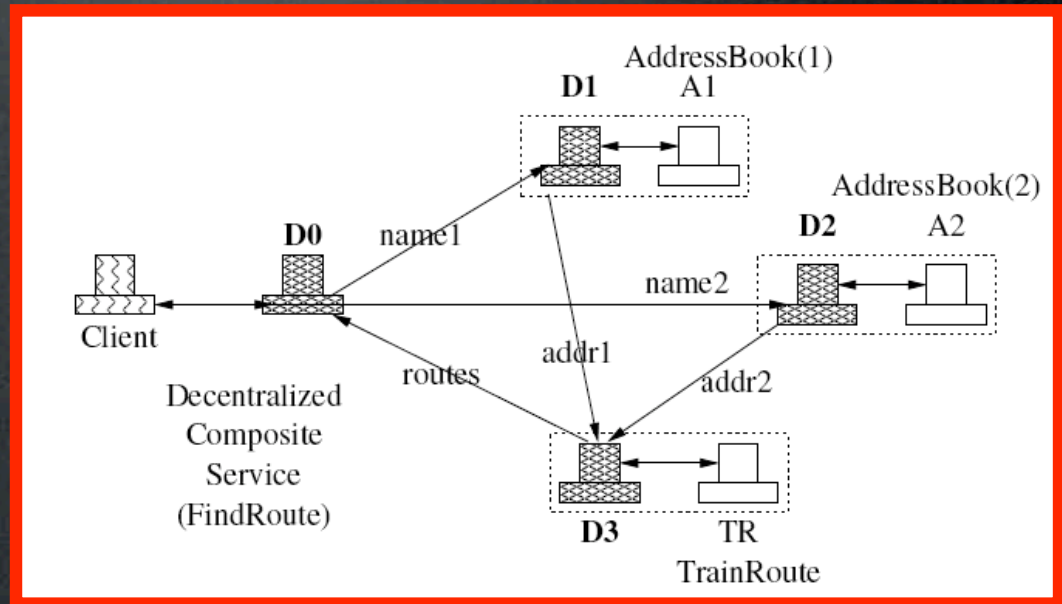 AddressBook(1)
D1 A1
AddressBook(2)
D0
D2 A2
name1
name2
Client
addr1
routes
addr2
Decentralized
Composite
Service
(FindRoute)
D3 TR
TrainRoute